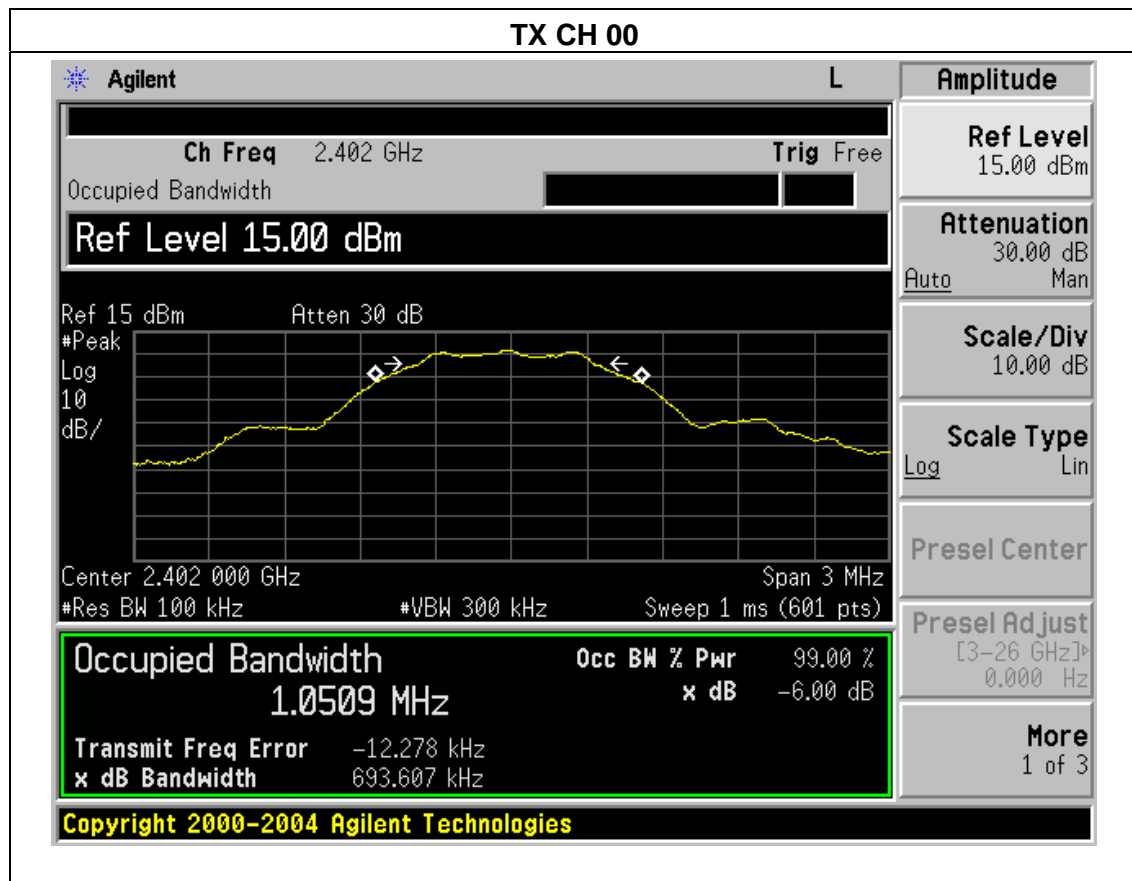 TX CH 00
Agilent L
Ch Freq 2.402 GHz Trig Free
Occupied Bandwidth
Ref Level 15.00 dBm
Ref 15 dBm Atten 30 dB
#Peak
Log
10
dB/
Center 2.402 000 GHz Span 3 MHz
#Res BW 100 kHz #VBW 300 kHz Sweep 1 ms (601 pts)
Occupied Bandwidth Occ BW % Pwr 99.00 %
1.0509 MHz x dB -6.00 dB
Transmit Freq Error -12.278 kHz
x dB Bandwidth 693.607 kHz
Copyright 2000-2004 Agilent Technologies
Amplitude
Ref Level
15.00 dBm
Attenuation
30.00 dB
Auto Man
Scale/Div
10.00 dB
Scale Type
Log Lin
Presel Center
Presel Adjust
[3-26 GHz]
0.000 Hz
More
1 of 3